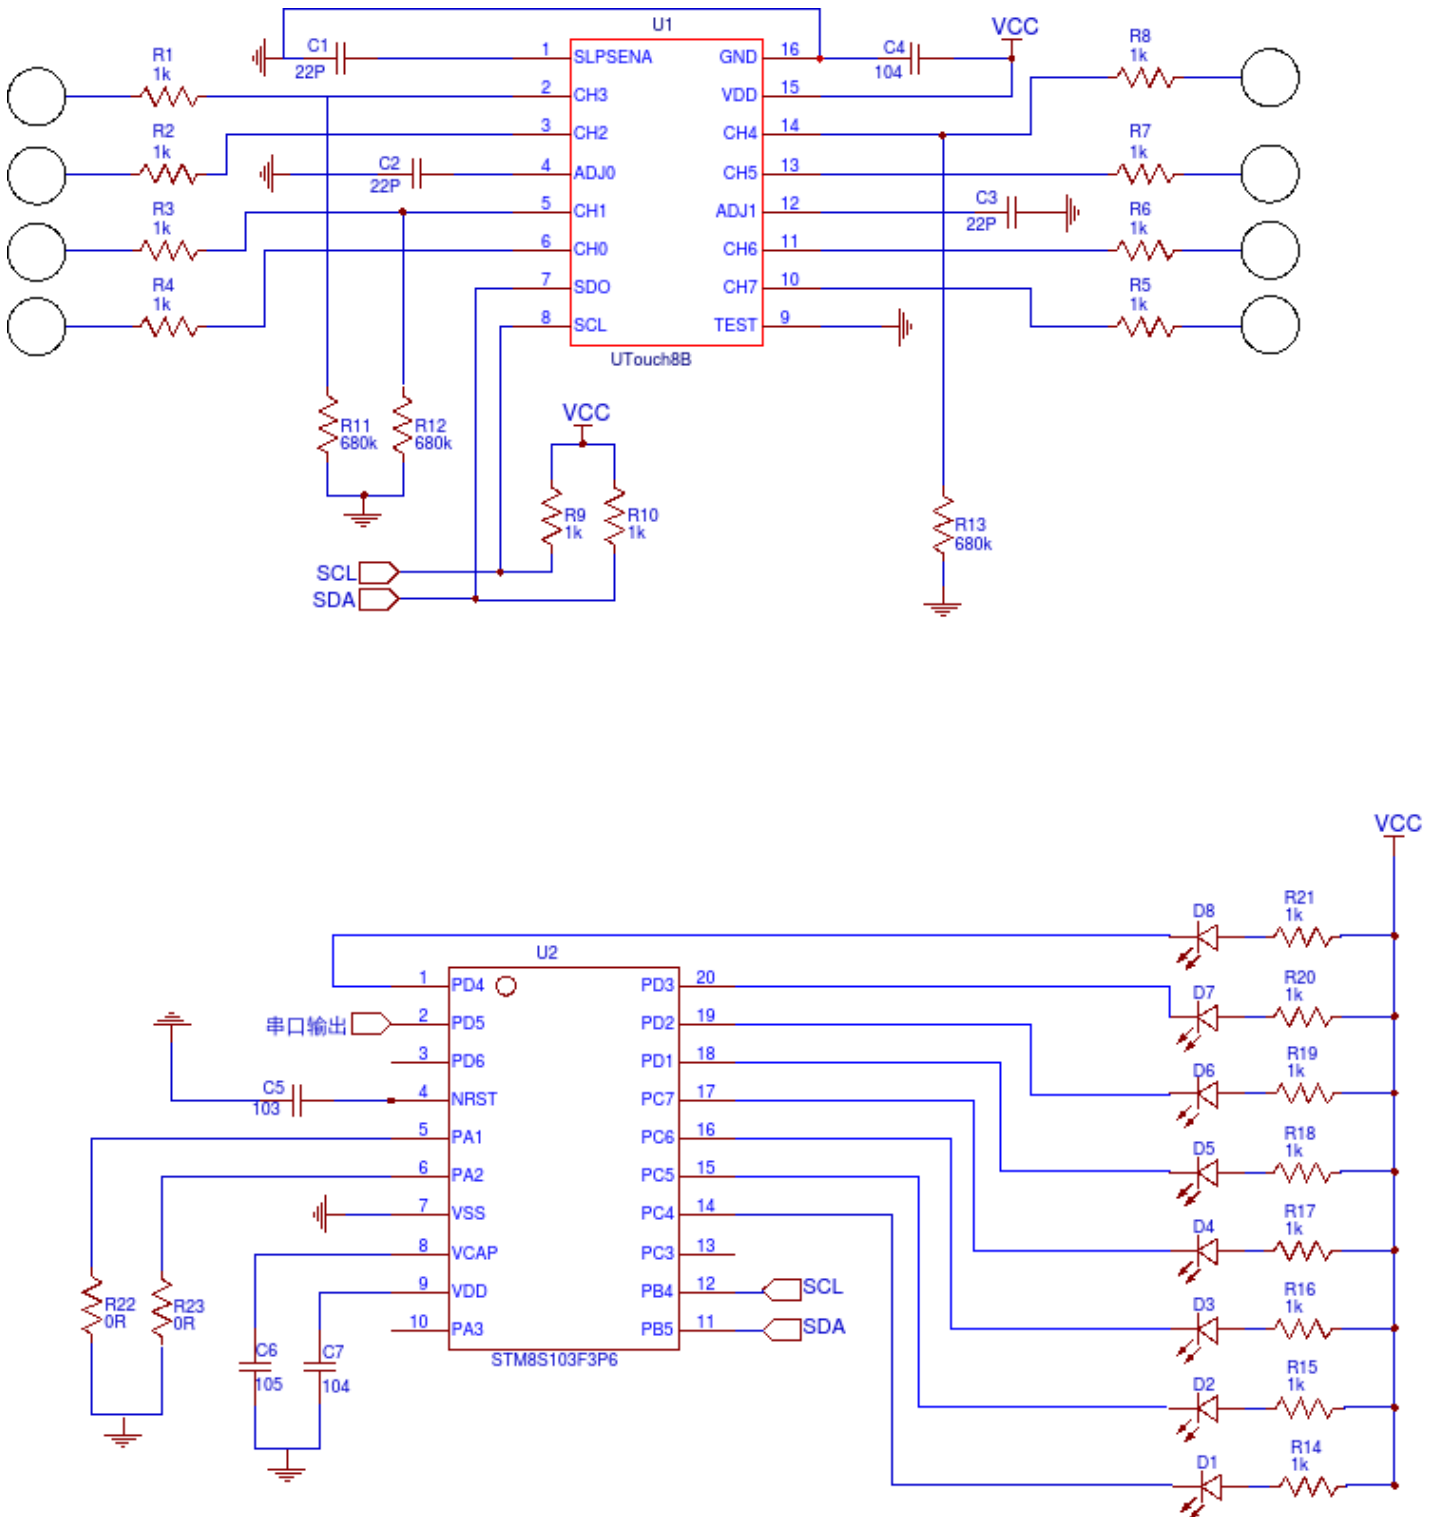 U1
VCC
R1
1k
R2
1k
R3
1k
R4
1k
C1
22P
C2
22P
1
SLPSENA
2
CH3
3
CH2
4
ADJ0
5
CH1
6
CH0
7
SDO
8
SCL
GND
16
VDD
15
CH4
14
CH5
13
ADJ1
12
CH6
11
CH7
10
TEST
9
UTouch8B
C4
104
C3
22P
R8
1k
R7
1k
R6
1k
R5
1k
R11
680k
R12
680k
VCC
R9
1k
R10
1k
R13
680k
SCL
SDA
VCC
U2
1
PD4
串口输出
2
PD5
3
PD6
C5
103
4
NRST
5
PA1
6
PA2
7
VSS
8
VCAP
9
VDD
10
PA3
PD3
20
PD2
19
PD1
18
PC7
17
PC6
16
PC5
15
PC4
14
PC3
13
PB4
12
SCL
PB5
11
SDA
STM8S103F3P6
R22
0R
R23
0R
C6
105
C7
104
D8
R21
1k
D7
R20
1k
D6
R19
1k
D5
R18
1k
D4
R17
1k
D3
R16
1k
D2
R15
1k
D1
R14
1k